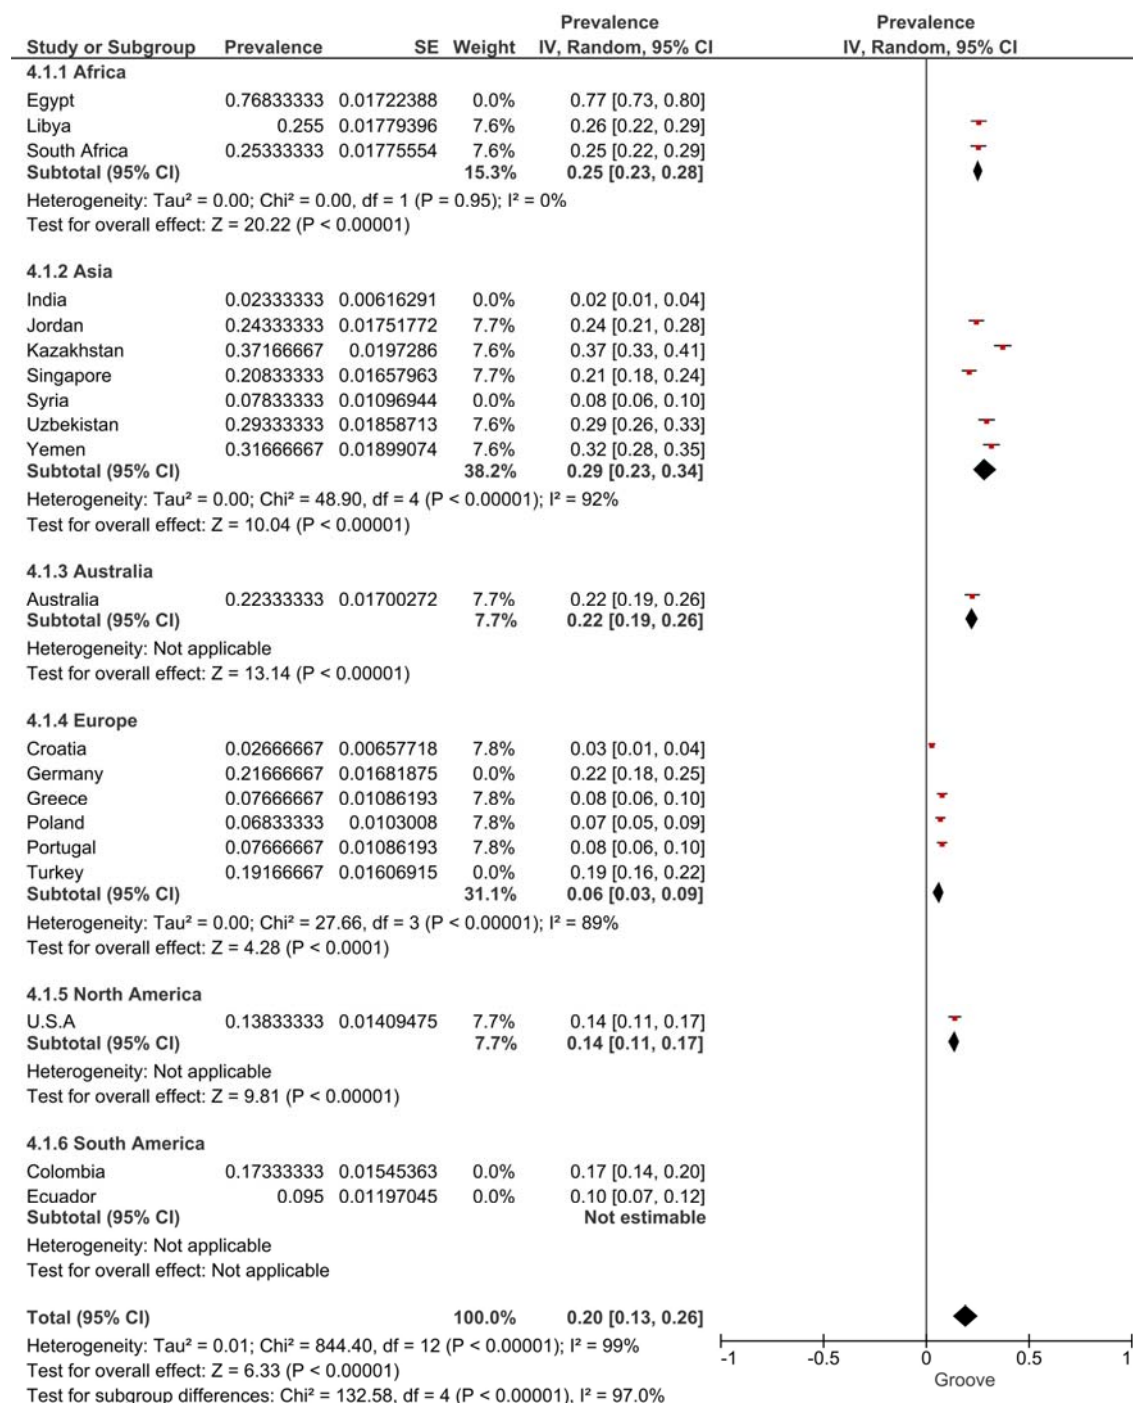 Prevalence Prevalence
Study or Subgroup Prevalence SE Weight IV, Random, 95% CI IV, Random, 95% CI
4.1.1 Africa
Egypt 0.76833333 0.01722388 0.0% 0.77 [0.73, 0.80]
Libya 0.255 0.01779396 7.6% 0.26 [0.22, 0.29]
South Africa 0.25333333 0.01775554 7.6% 0.25 [0.22, 0.29]
Subtotal (95% CI) 15.3% 0.25 [0.23, 0.28]
Heterogeneity: Tau² = 0.00; Chi² = 0.00, df = 1 (P = 0.95); I² = 0%
Test for overall effect: Z = 20.22 (P < 0.00001)
4.1.2 Asia
India 0.02333333 0.00616291 0.0% 0.02 [0.01, 0.04]
Jordan 0.24333333 0.01751772 7.7% 0.24 [0.21, 0.28]
Kazakhstan 0.37166667 0.0197286 7.6% 0.37 [0.33, 0.41]
Singapore 0.20833333 0.01657963 7.7% 0.21 [0.18, 0.24]
Syria 0.07833333 0.01096944 0.0% 0.08 [0.06, 0.10]
Uzbekistan 0.29333333 0.01858713 7.6% 0.29 [0.26, 0.33]
Yemen 0.31666667 0.01899074 7.6% 0.32 [0.28, 0.35]
Subtotal (95% CI) 38.2% 0.29 [0.23, 0.34]
Heterogeneity: Tau² = 0.00; Chi² = 48.90, df = 4 (P < 0.00001); I² = 92%
Test for overall effect: Z = 10.04 (P < 0.00001)
4.1.3 Australia
Australia 0.22333333 0.01700272 7.7% 0.22 [0.19, 0.26]
Subtotal (95% CI) 7.7% 0.22 [0.19, 0.26]
Heterogeneity: Not applicable
Test for overall effect: Z = 13.14 (P < 0.00001)
4.1.4 Europe
Croatia 0.02666667 0.00657718 7.8% 0.03 [0.01, 0.04]
Germany 0.21666667 0.01681875 0.0% 0.22 [0.18, 0.25]
Greece 0.07666667 0.01086193 7.8% 0.08 [0.06, 0.10]
Poland 0.06833333 0.0103008 7.8% 0.07 [0.05, 0.09]
Portugal 0.07666667 0.01086193 7.8% 0.08 [0.06, 0.10]
Turkey 0.19166667 0.01606915 0.0% 0.19 [0.16, 0.22]
Subtotal (95% CI) 31.1% 0.06 [0.03, 0.09]
Heterogeneity: Tau² = 0.00; Chi² = 27.66, df = 3 (P < 0.00001); I² = 89%
Test for overall effect: Z = 4.28 (P < 0.0001)
4.1.5 North America
U.S.A 0.13833333 0.01409475 7.7% 0.14 [0.11, 0.17]
Subtotal (95% CI) 7.7% 0.14 [0.11, 0.17]
Heterogeneity: Not applicable
Test for overall effect: Z = 9.81 (P < 0.00001)
4.1.6 South America
Colombia 0.17333333 0.01545363 0.0% 0.17 [0.14, 0.20]
Ecuador 0.095 0.01197045 0.0% 0.10 [0.07, 0.12]
Subtotal (95% CI) Not estimable
Heterogeneity: Not applicable
Test for overall effect: Not applicable
Total (95% CI) 100.0% 0.20 [0.13, 0.26]
Heterogeneity: Tau² = 0.01; Chi² = 844.40, df = 12 (P < 0.00001); I² = 99%
-1 -0.5 0 0.5 1
Test for overall effect: Z = 6.33 (P < 0.00001)
Groove
Test for subgroup differences: Chi² = 132.58, df = 4 (P < 0.00001), I² = 97.0%